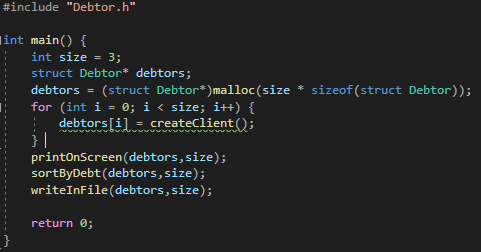 #include "Debtor.h"
int main() {
int size = 3;
struct Debtor* debtors;
debtors = (struct Debtor*)malloc(size * sizeof(struct Debtor));
for (int i = 0; i < size; i++) {
debtors[i] = createClient();
}
printOnScreen(debtors,size);
sortByDebt(debtors,size);
writeInFile(debtors,size);
return 0;
}